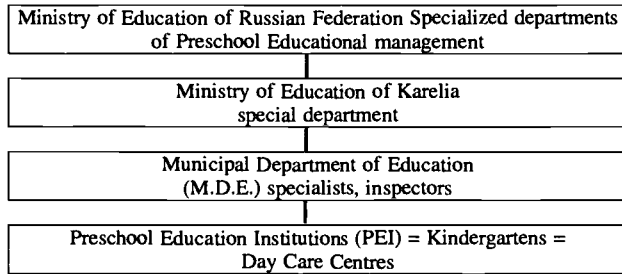 Ministry of Education of Russian Federation Specialized departments
of Preschool Educational management
Ministry of Education of Karelia
special department
Municipal Department of Education
(M.D.E.) specialists, inspectors
Preschool Education Institutions (PEI) = Kindergartens =
Day Care Centres